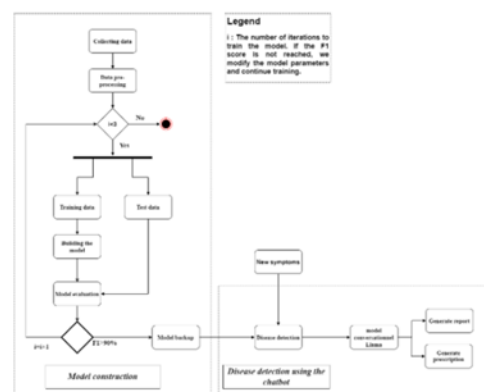 Legend
i : The number of iterations to
train the model. If the F1
score is not reached, we
modify the model parameters
and continue training.
Collecting data
Data pre-
processing
No
Yes
Training data
Test data
Building the
model
Model evaluation
New symptoms
F1>90%
Model backup
Disease detection
model
conversationnel
Generate report
Generate
prescription
Model construction
Disease detection using the
chatbot